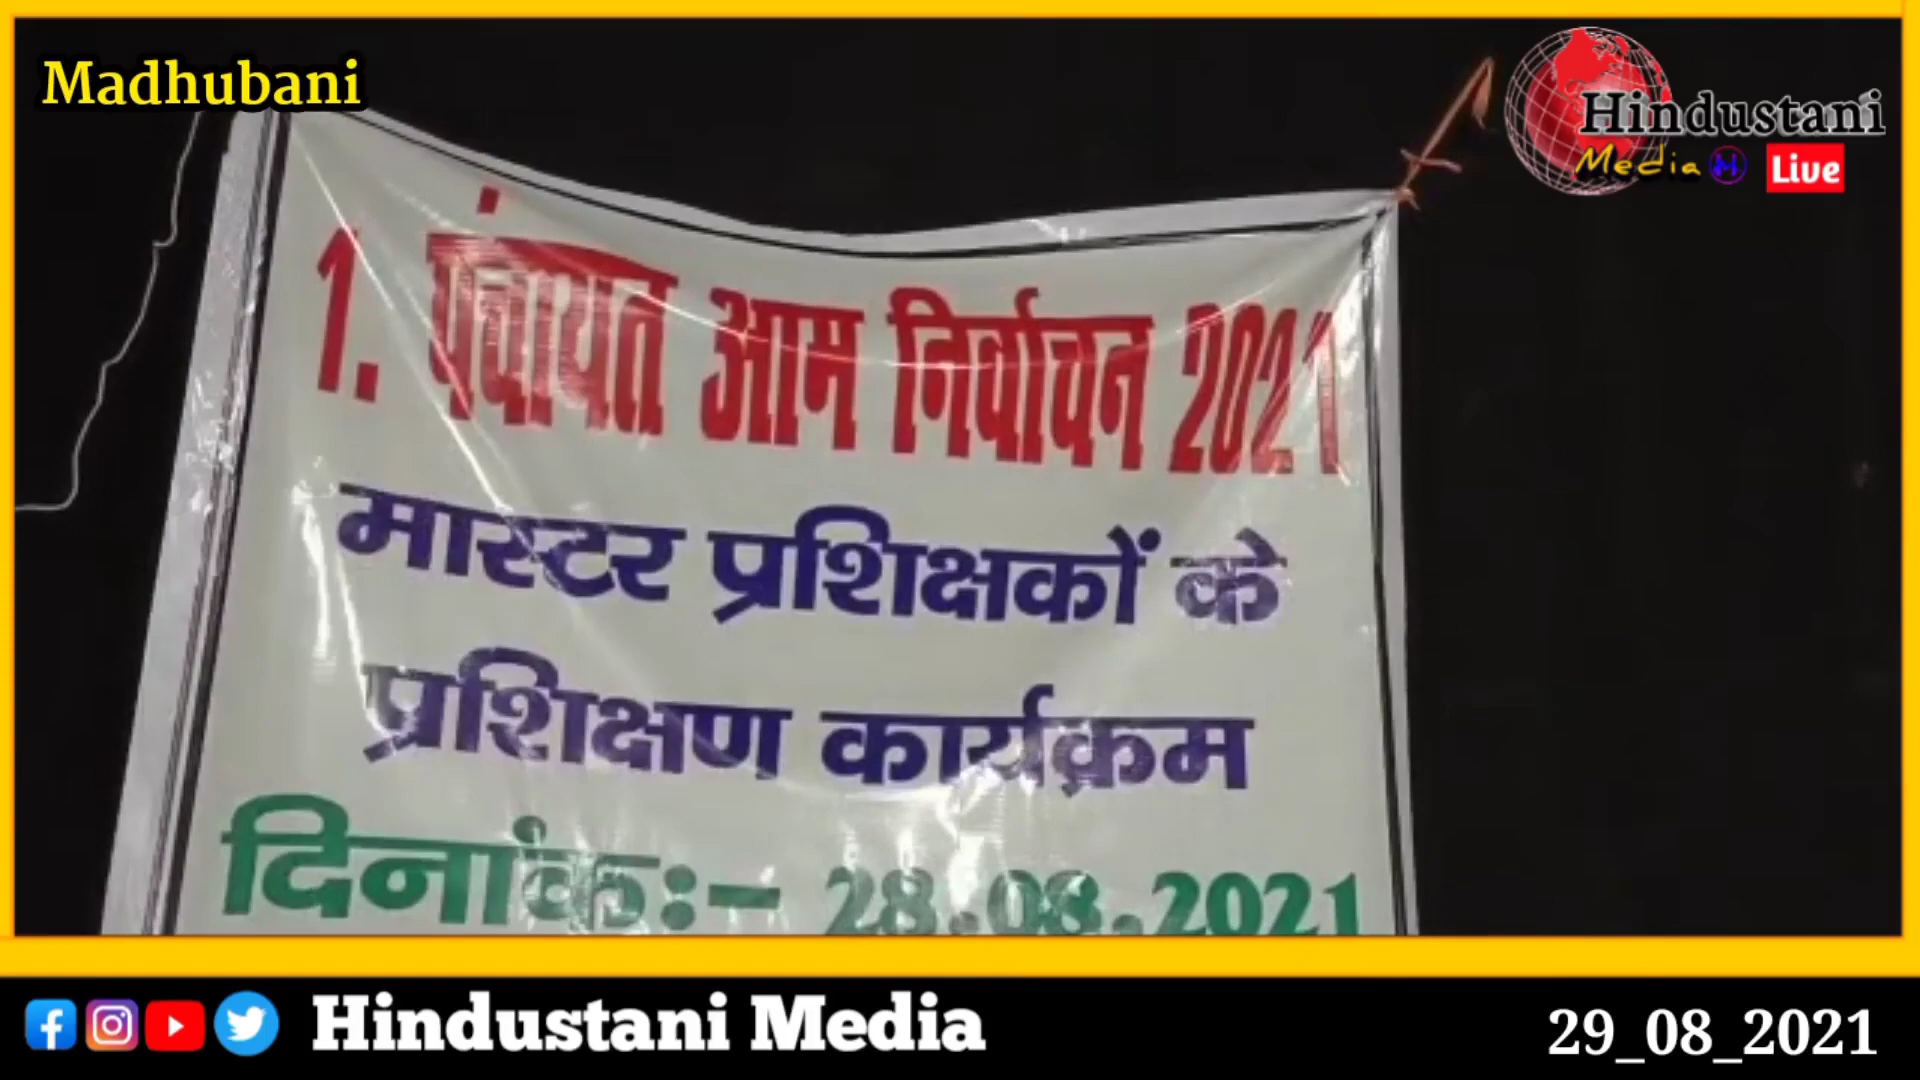 Madhubani
Hindustani
Media
Live
1. पंचायत आम निर्वाचन 2021
मास्टर प्रशिक्षकों के
प्रशिक्षण कार्यक्रम
दिनांकः- 28.08.2021
Hindustani Media
29_08_2021